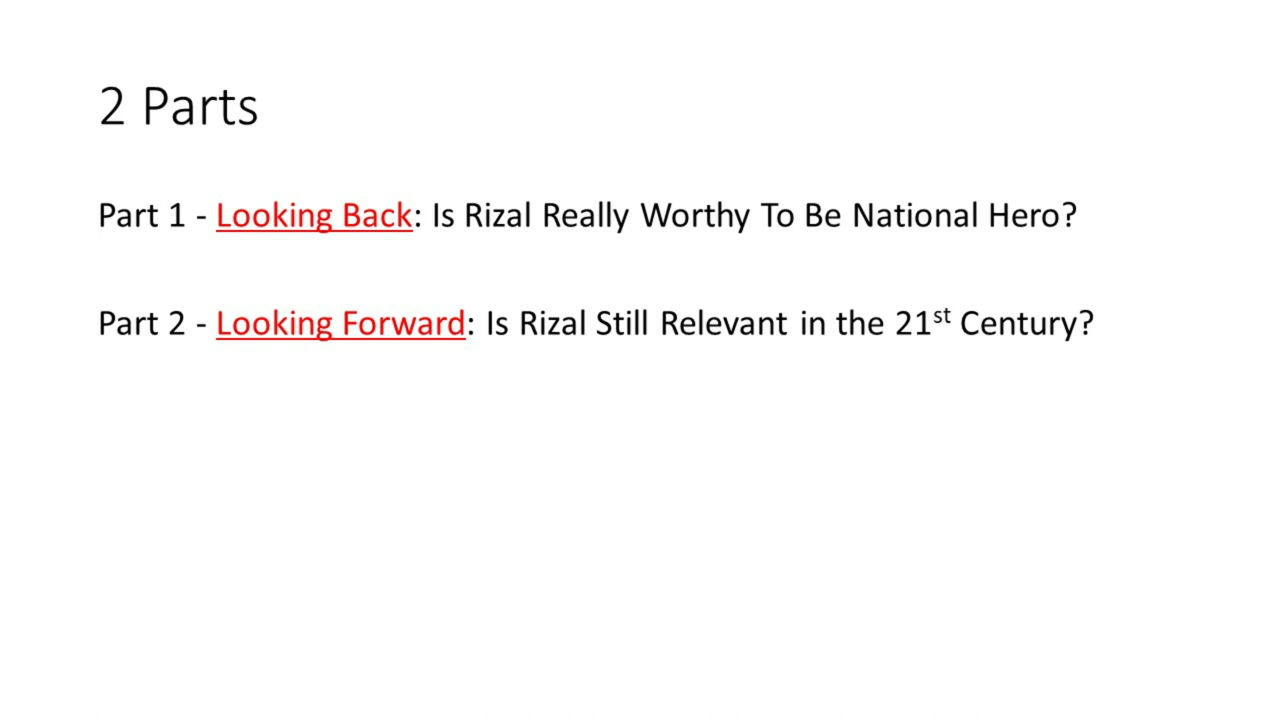 2 Parts
Part 1 - Looking Back: Is Rizal Really Worthy To Be National Hero?
Part 2 - Looking Forward: Is Rizal Still Relevant in the 21st Century?